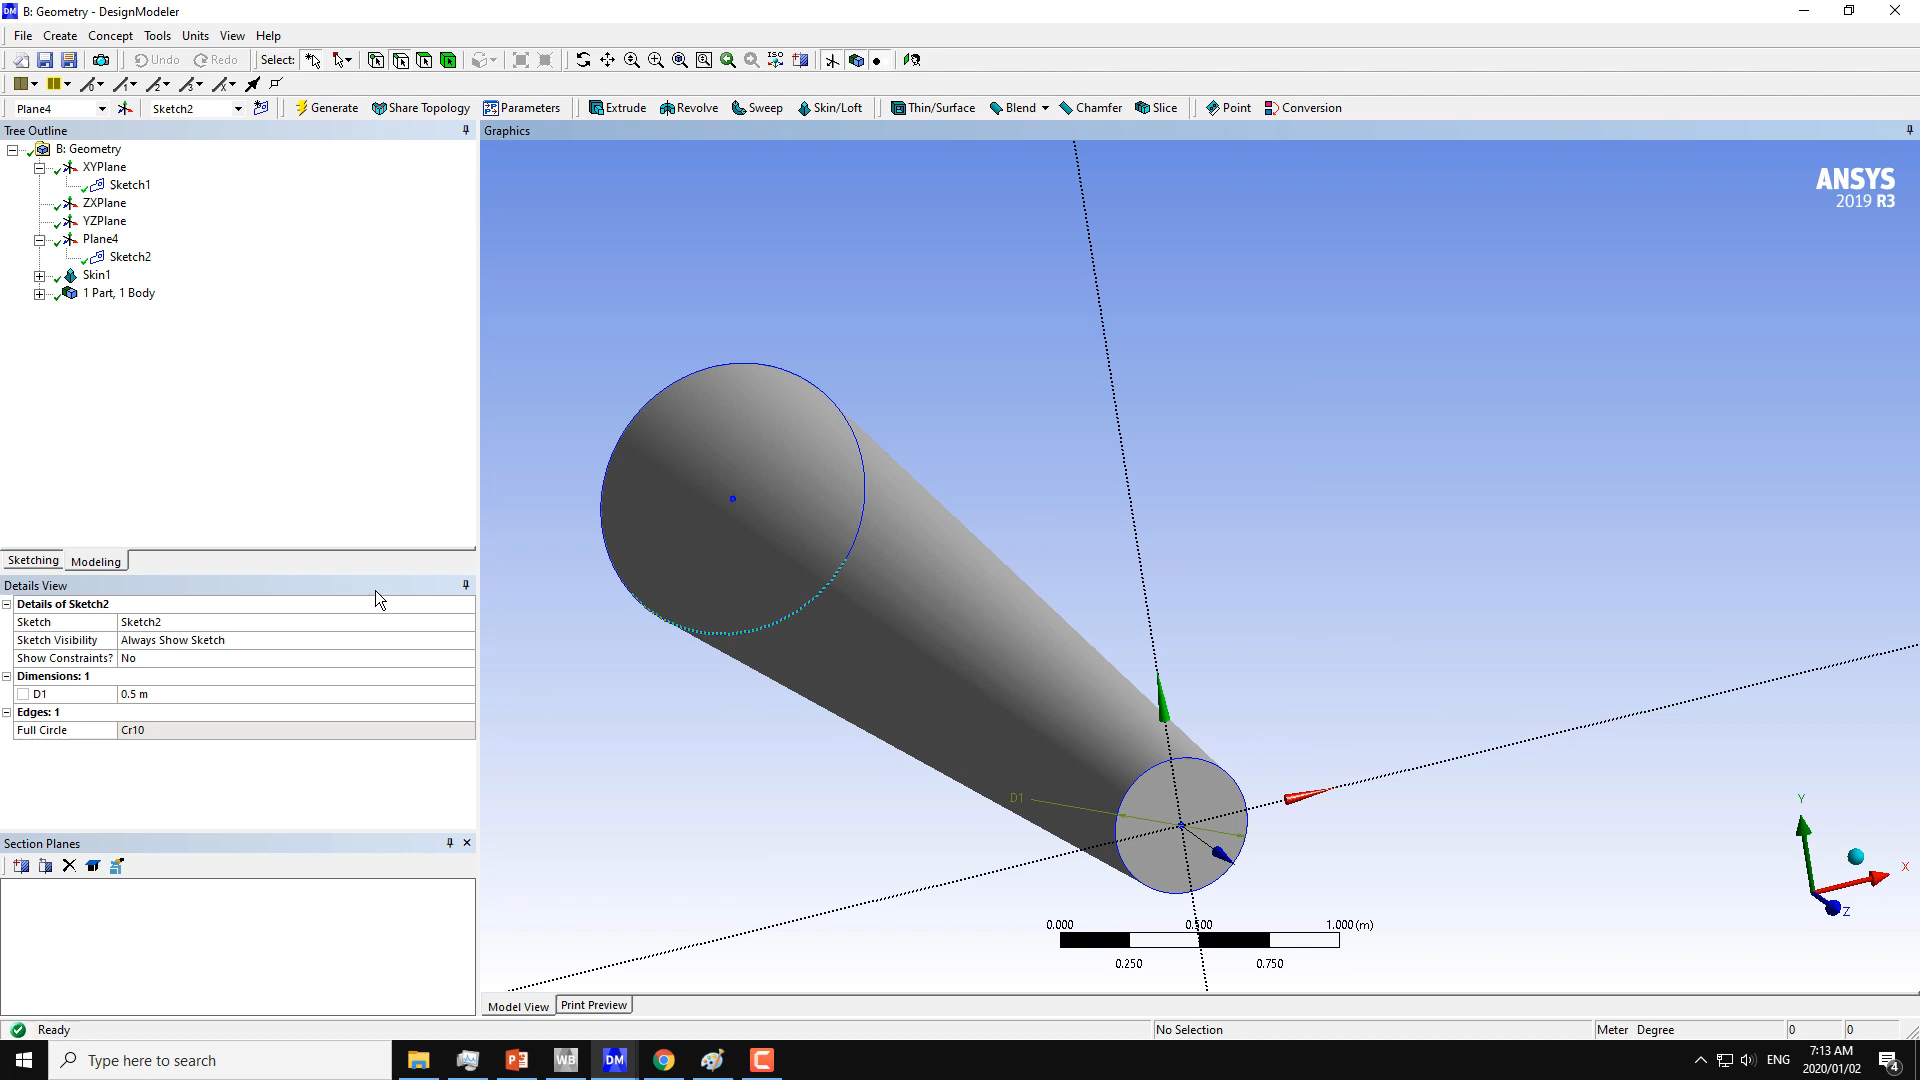 B: Geometry - DesignModeler
File Create Concept Tools Units View Help
Undo Redo Select: ISO
Plane4 Sketch2 Generate Share Topology Parameters Extrude Revolve Sweep Skin/Loft Thin/Surface Blend Chamfer Slice Point Conversion
Tree Outline
B: Geometry
XYPlane
Sketch1
ZXPlane
YZPlane
Plane4
Sketch2
Skin1
1 Part, 1 Body
Sketching Modeling
Details View
Details of Sketch2
Sketch Sketch2
Sketch Visibility Always Show Sketch
Show Constraints? No
Dimensions: 1
D1 0.5 m
Edges: 1
Full Circle Cr10
Section Planes
Graphics
ANSYS
2019 R3
D1
0.000 0.500 1.000 (m)
0.250 0.750
Y
X
Z
Model View Print Preview
Ready No Selection Meter Degree 0 0
Type here to search
WB DM
ENG
7:13 AM
2020/01/02
4